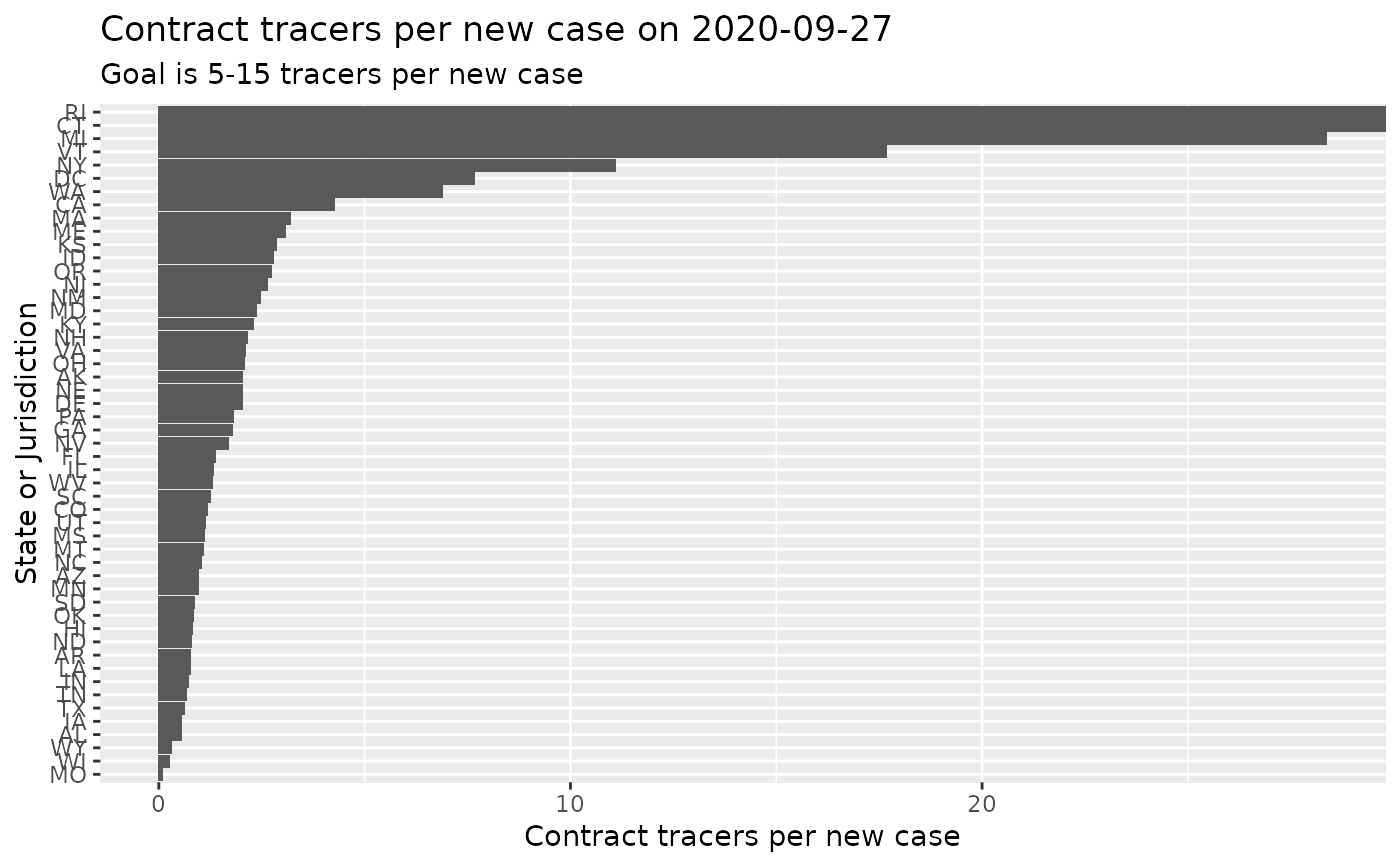 Contract tracers per new case on 2020-09-27
Goal is 5-15 tracers per new case
State or Jurisdiction
RI
CT
MI
VT
NY
DC
WA
CA
MA
ME
KS
ID
OR
NJ
NM
MD
KY
NH
VA
OH
AK
NE
DE
PA
GA
NV
FL
IL
WV
SC
CO
UT
MS
MT
NC
AZ
MN
SD
OK
HI
ND
AR
LA
IN
TN
TX
IA
AL
WY
WI
MO
0 10 20
Contract tracers per new case